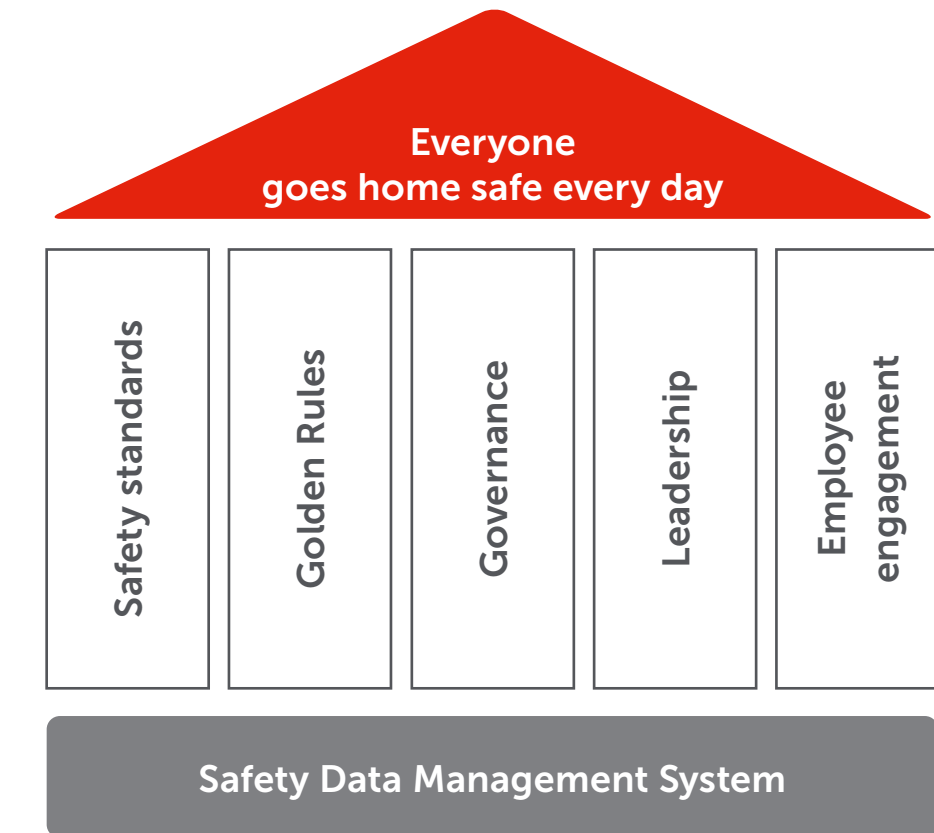 Everyone
goes home safe every day
Safety standards
Golden Rules
Governance
Leadership
Employee
engagement
Safety Data Management System